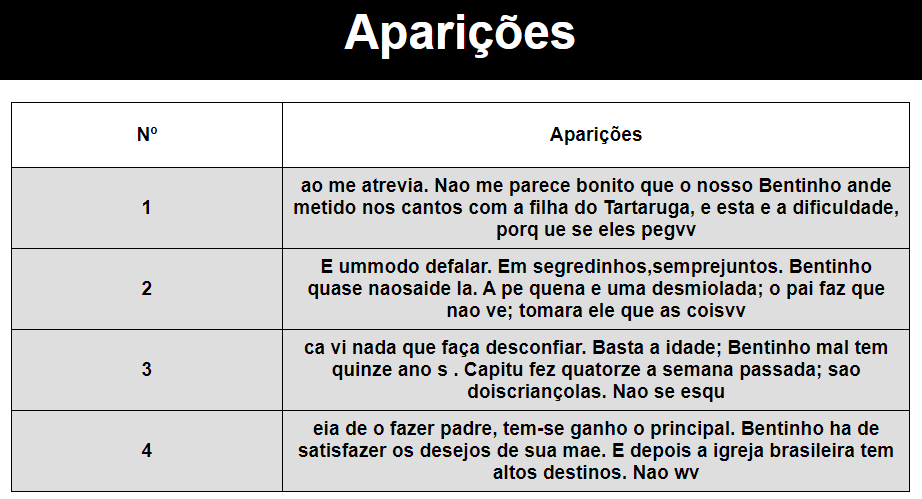 Aparições
Nº
Aparições
1
ao me atrevia. Nao me parece bonito que o nosso Bentinho ande
metido nos cantos com a filha do Tartaruga, e esta e a dificuldade,
porq ue se eles pegvv
2
E ummodo defalar. Em segredinhos,semprejuntos. Bentinho
quase naosaide la. A pe quena e uma desmiolada; o pai faz que
nao ve; tomara ele que as coisvv
3
ca vi nada que faça desconfiar. Basta a idade; Bentinho mal tem
quinze ano s . Capitu fez quatorze a semana passada; sao
doiscriançolas. Nao se esqu
4
eia de o fazer padre, tem-se ganho o principal. Bentinho ha de
satisfazer os desejos de sua mae. E depois a igreja brasileira tem
altos destinos. Nao wv